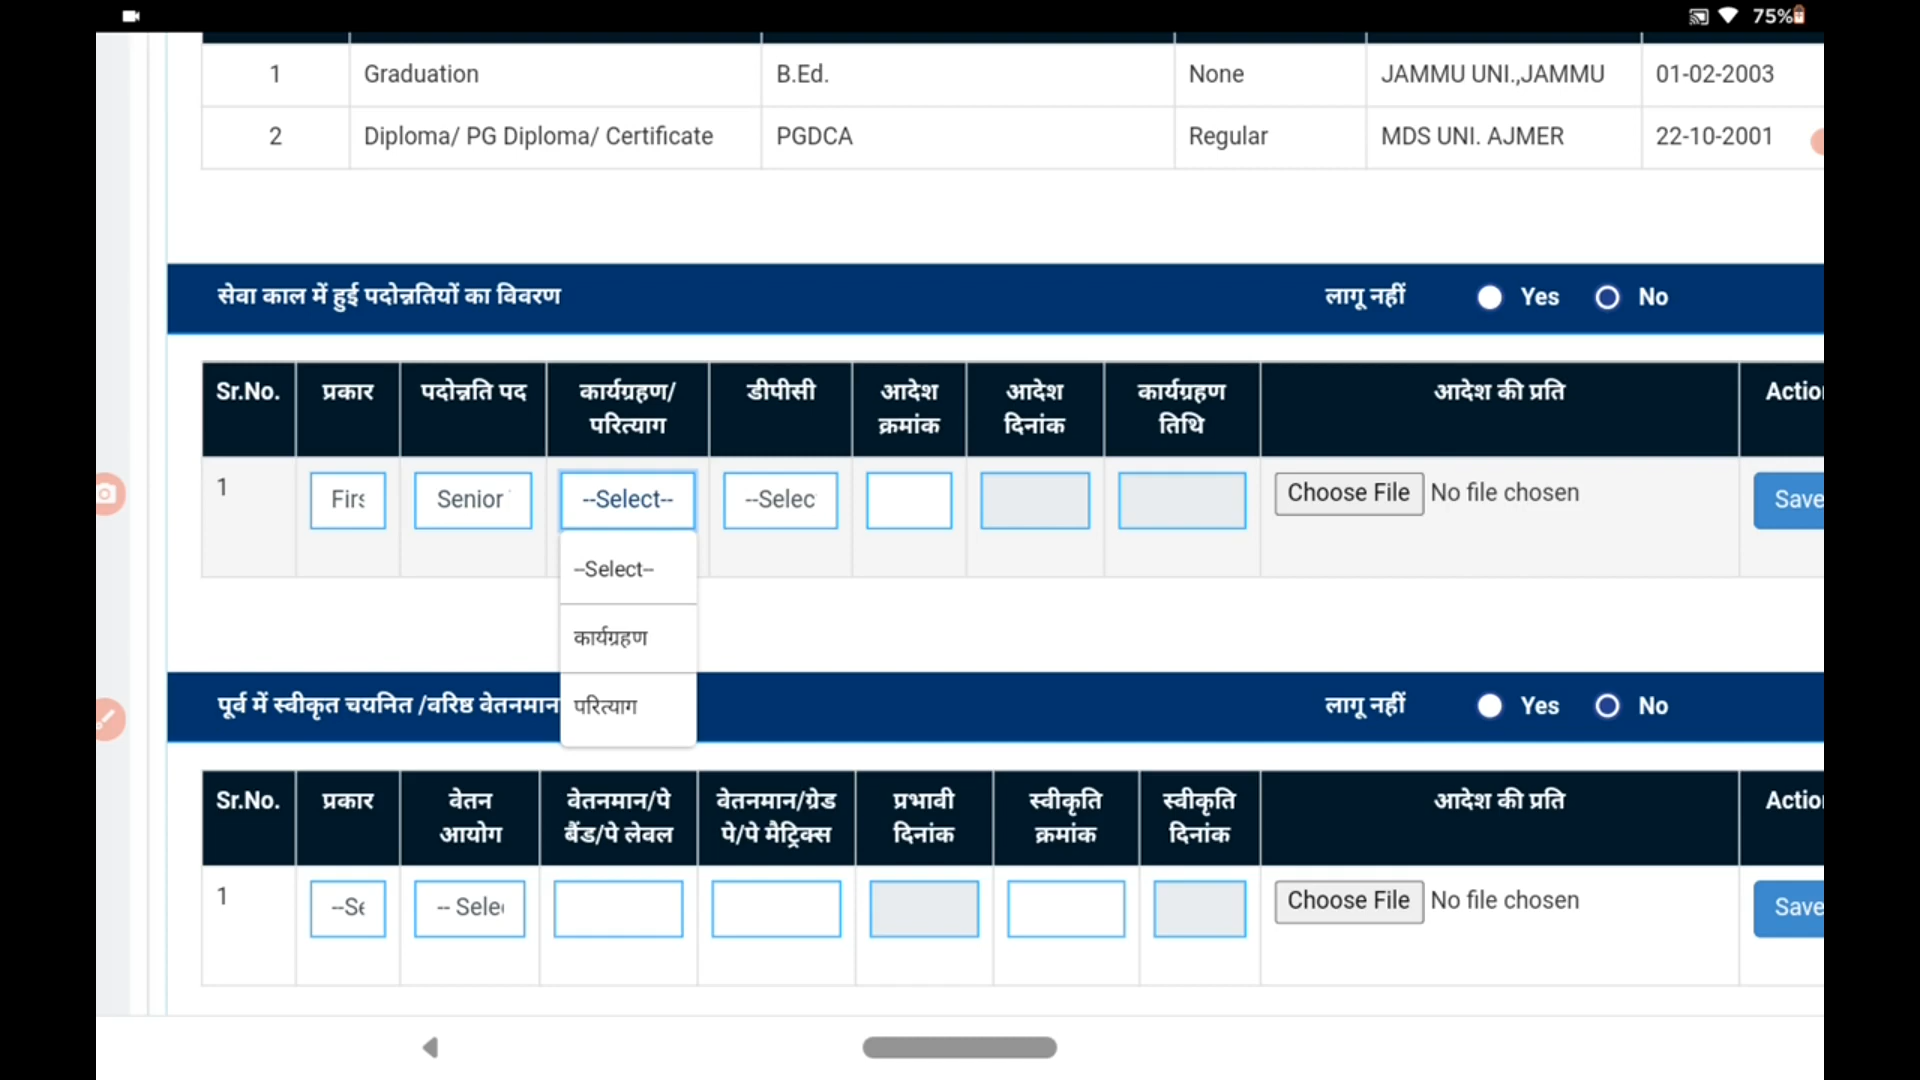 75%
1 Graduation B.Ed. None JAMMU UNI.,JAMMU 01-02-2003
2 Diploma/ PG Diploma/ Certificate PGDCA Regular MDS UNI. AJMER 22-10-2001
सेवा काल में हुई पदोन्नतियों का विवरण लागू नहीं Yes No
Sr.No. प्रकार पदोन्नति पद कार्यग्रहण/ डीपीसी आदेश आदेश कार्यग्रहण आदेश की प्रति Actio
परित्याग क्रमांक दिनांक तिथि
1 Firs Senior --Select-- --Selec Choose File No file chosen Save
--Select--
कार्यग्रहण
परित्याग
पूर्व में स्वीकृत चयनित /वरिष्ठ वेतनमान लागू नहीं Yes No
Sr.No. प्रकार वेतन वेतनमान/पे वेतनमान/ग्रेड प्रभावी स्वीकृति स्वीकृति आदेश की प्रति Actio
आयोग बैंड/पे लेवल पे/पे मैट्रिक्स दिनांक क्रमांक दिनांक
1 --Se -- Sele Choose File No file chosen Save